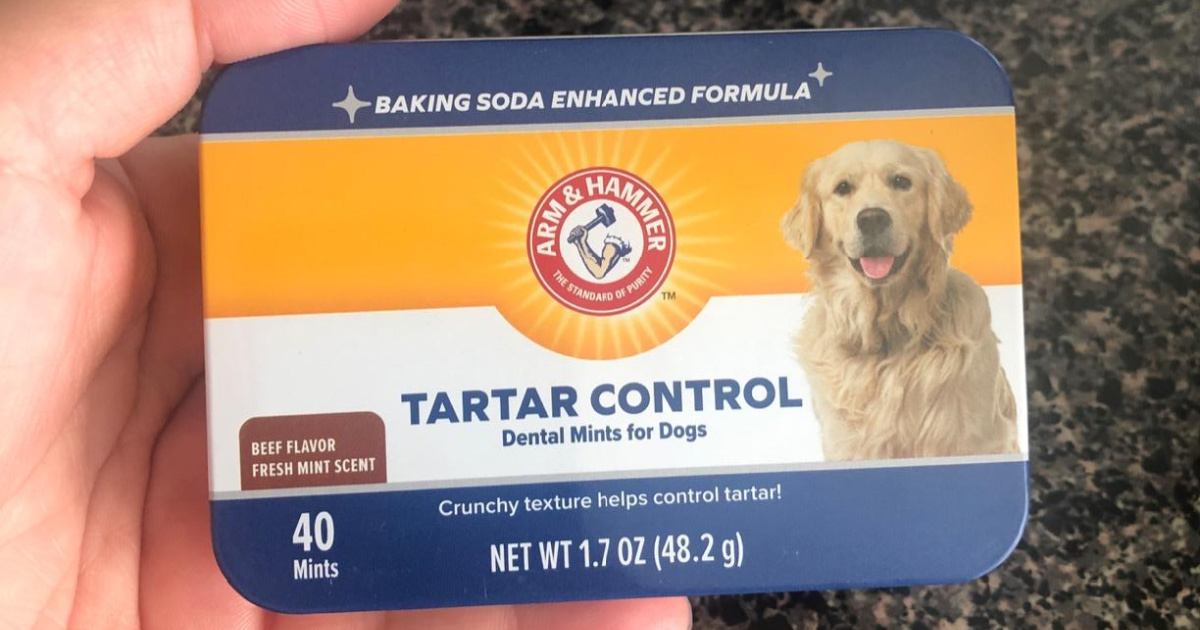 BAKING SODA ENHANCED FORMULA
ARM & HAMMER
THE STANDARD OF PURITY
TM
TARTAR CONTROL
Dental Mints for Dogs
BEEF FLAVOR
FRESH MINT SCENT
Crunchy texture helps control tartar!
40
Mints
NET WT 1.7 OZ (48.2 g)